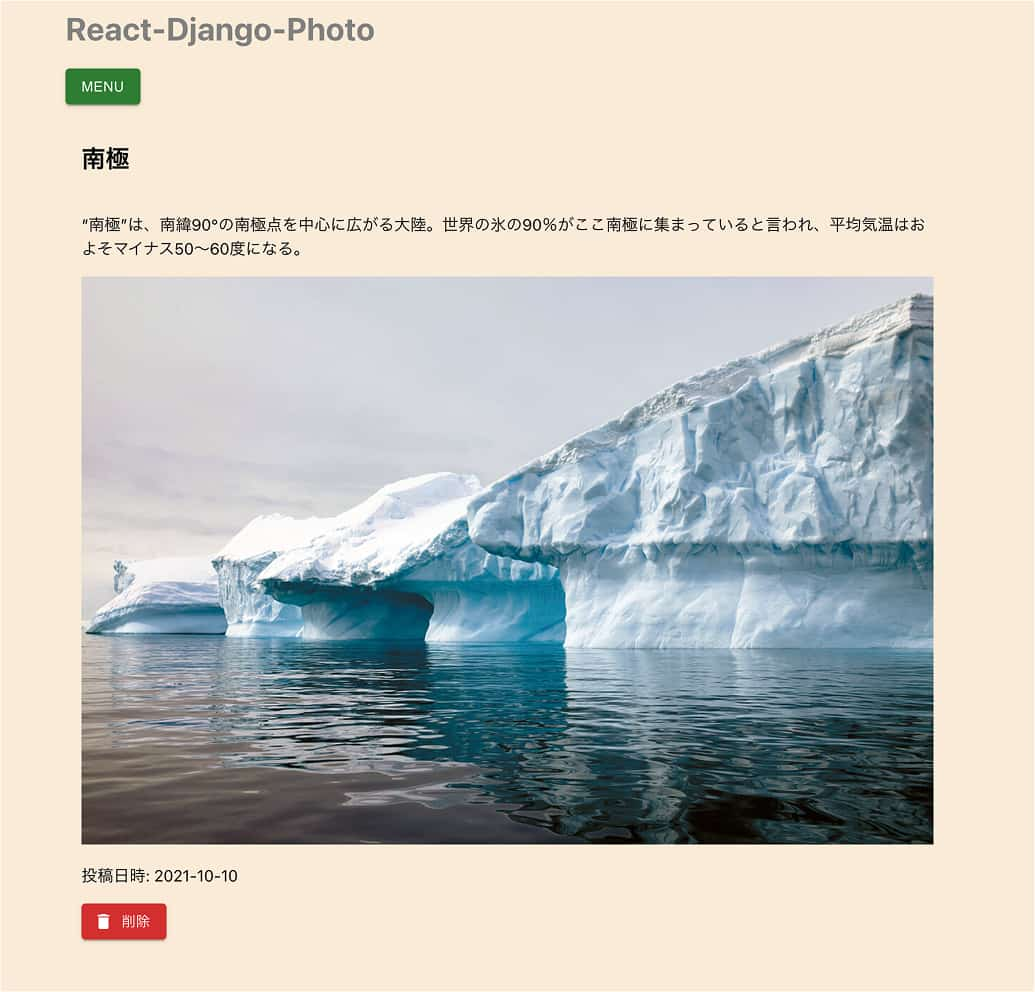 React-Django-Photo
MENU
南極
“南極”は、南緯90°の南極点を中心に広がる大陸。世界の氷の90%がここ南極に集まっていると言われ、平均気温はお
よそマイナス50〜60度になる。
投稿日時: 2021-10-10
削除